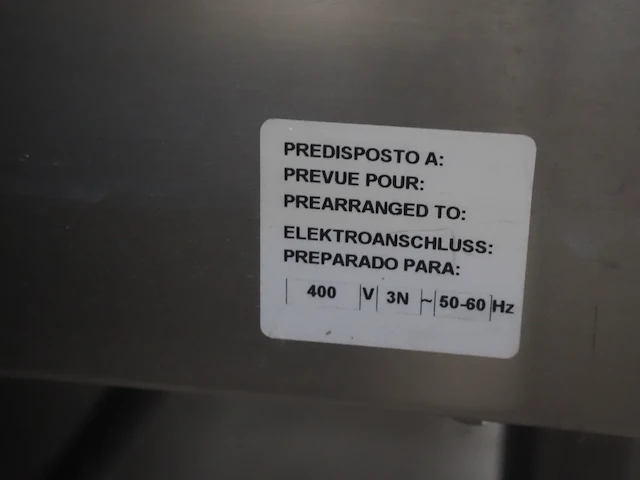 PREDISPOSTO A:
PREVUE POUR:
PREARRANGED TO:
ELEKTROANSCHLUSS:
PREPARADO PARA:
400 V 3N ~ 50-60 Hz